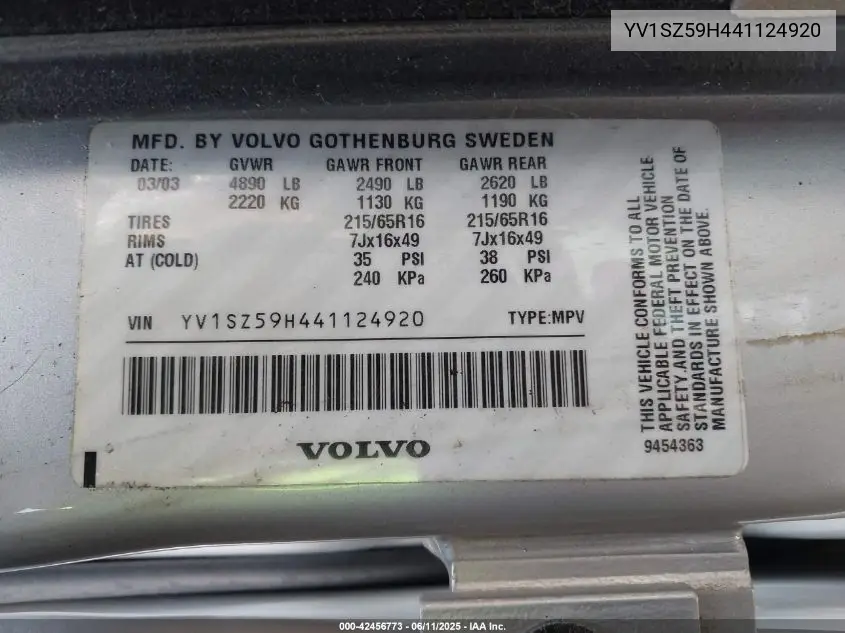 YV1SZ59H441124920
MFD. BY VOLVO GOTHENBURG SWEDEN
DATE: GVWR GAWR FRONT GAWR REAR
03/03 4890 LB 2490 LB 2620 LB
2220 KG 1130 KG 1190 KG
TIRES 215/65R16 215/65R16
RIMS 7Jx16x49 7Jx16x49
AT (COLD) 35 PSI 38 PSI
240 KPa 260 KPa
VIN YV1SZ59H441124920 TYPE:MPV
VOLVO
THIS VEHICLE CONFORMS TO ALL
APPLICABLE FEDERAL MOTOR VEHICLE
SAFETY AND THEFT PREVENTION
STANDARDS IN EFFECT ON THE DATE OF
MANUFACTURE SHOWN ABOVE.
9454363
000-42456773 - 06/11/2025 - IAA Inc.